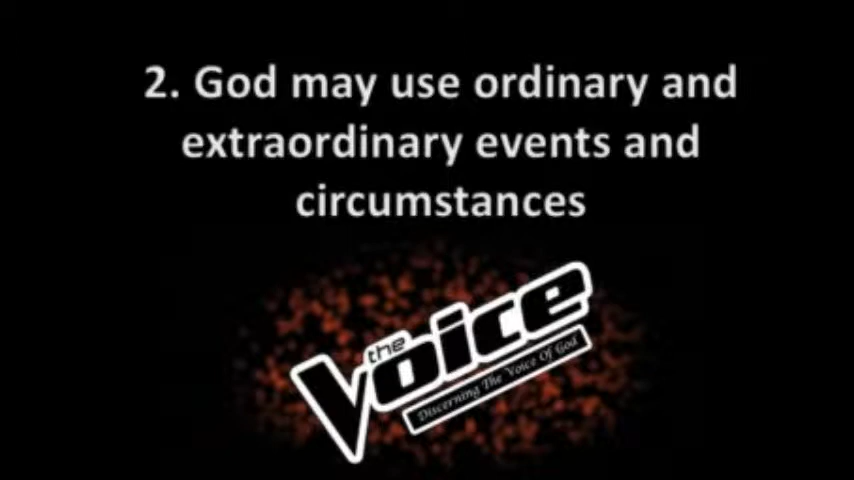 2. God may use ordinary and
extraordinary events and
circumstances
the
Voice
Discerning The Voice Of God